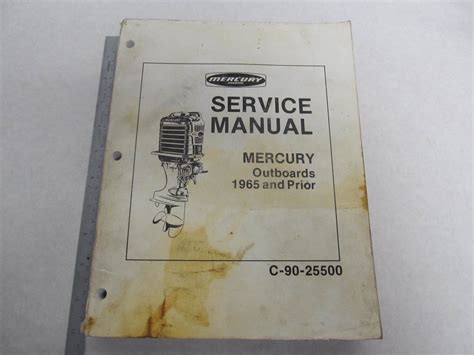 MERCURY
SERVICE
MANUAL
MERCURY
Outboards
1965 and Prior
C-90-25500